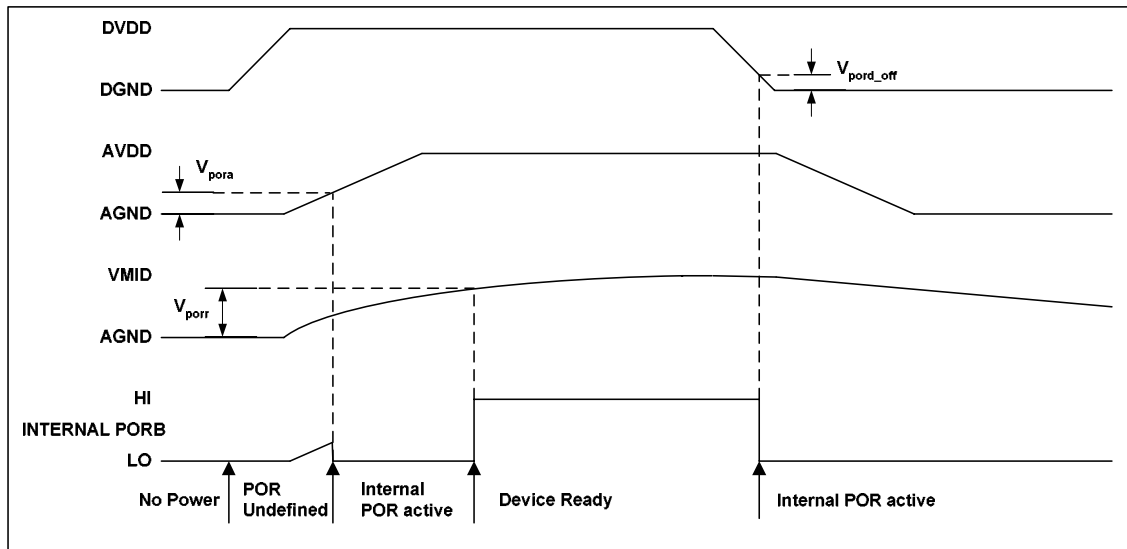 DVDD
V_pord_off
DGND
AVDD
V_pora
AGND
VMID
V_porr
AGND
HI
INTERNAL PORB
LO
No Power
POR
Undefined
Internal
POR active
Device Ready
Internal POR active